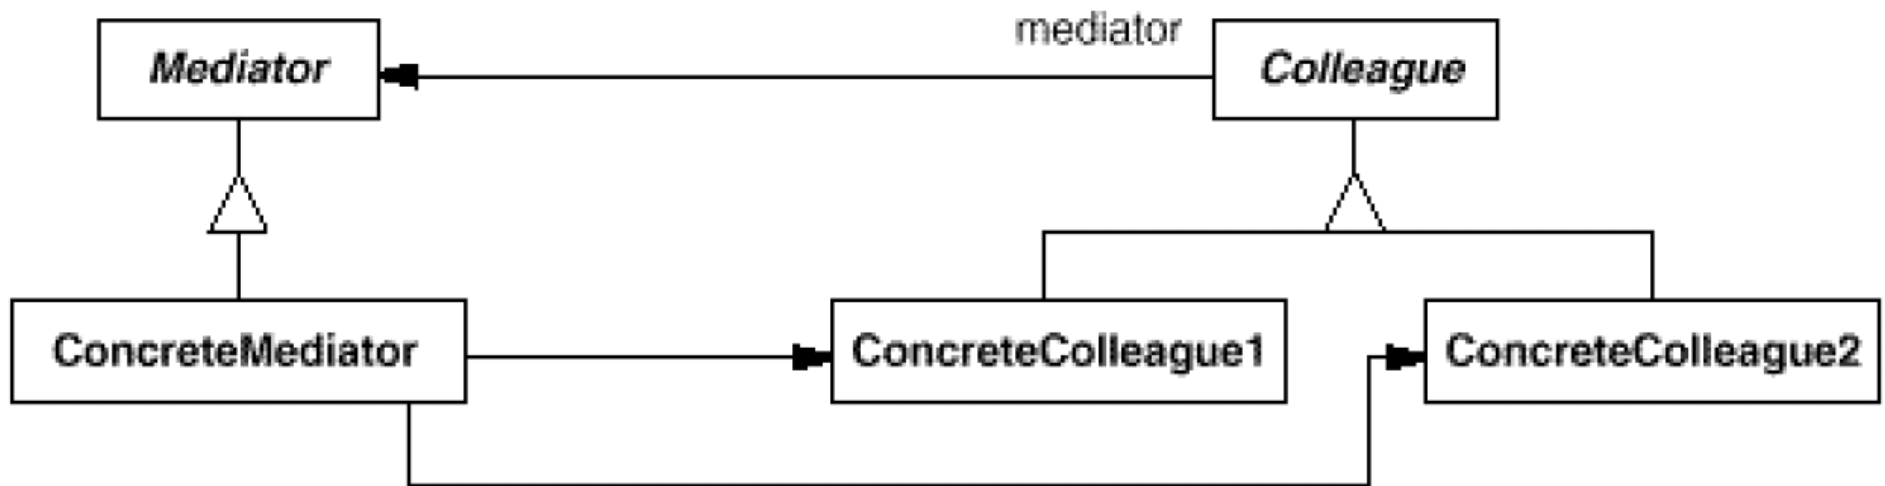 mediator
Mediator
Colleague
ConcreteMediator
ConcreteColleague1
ConcreteColleague2